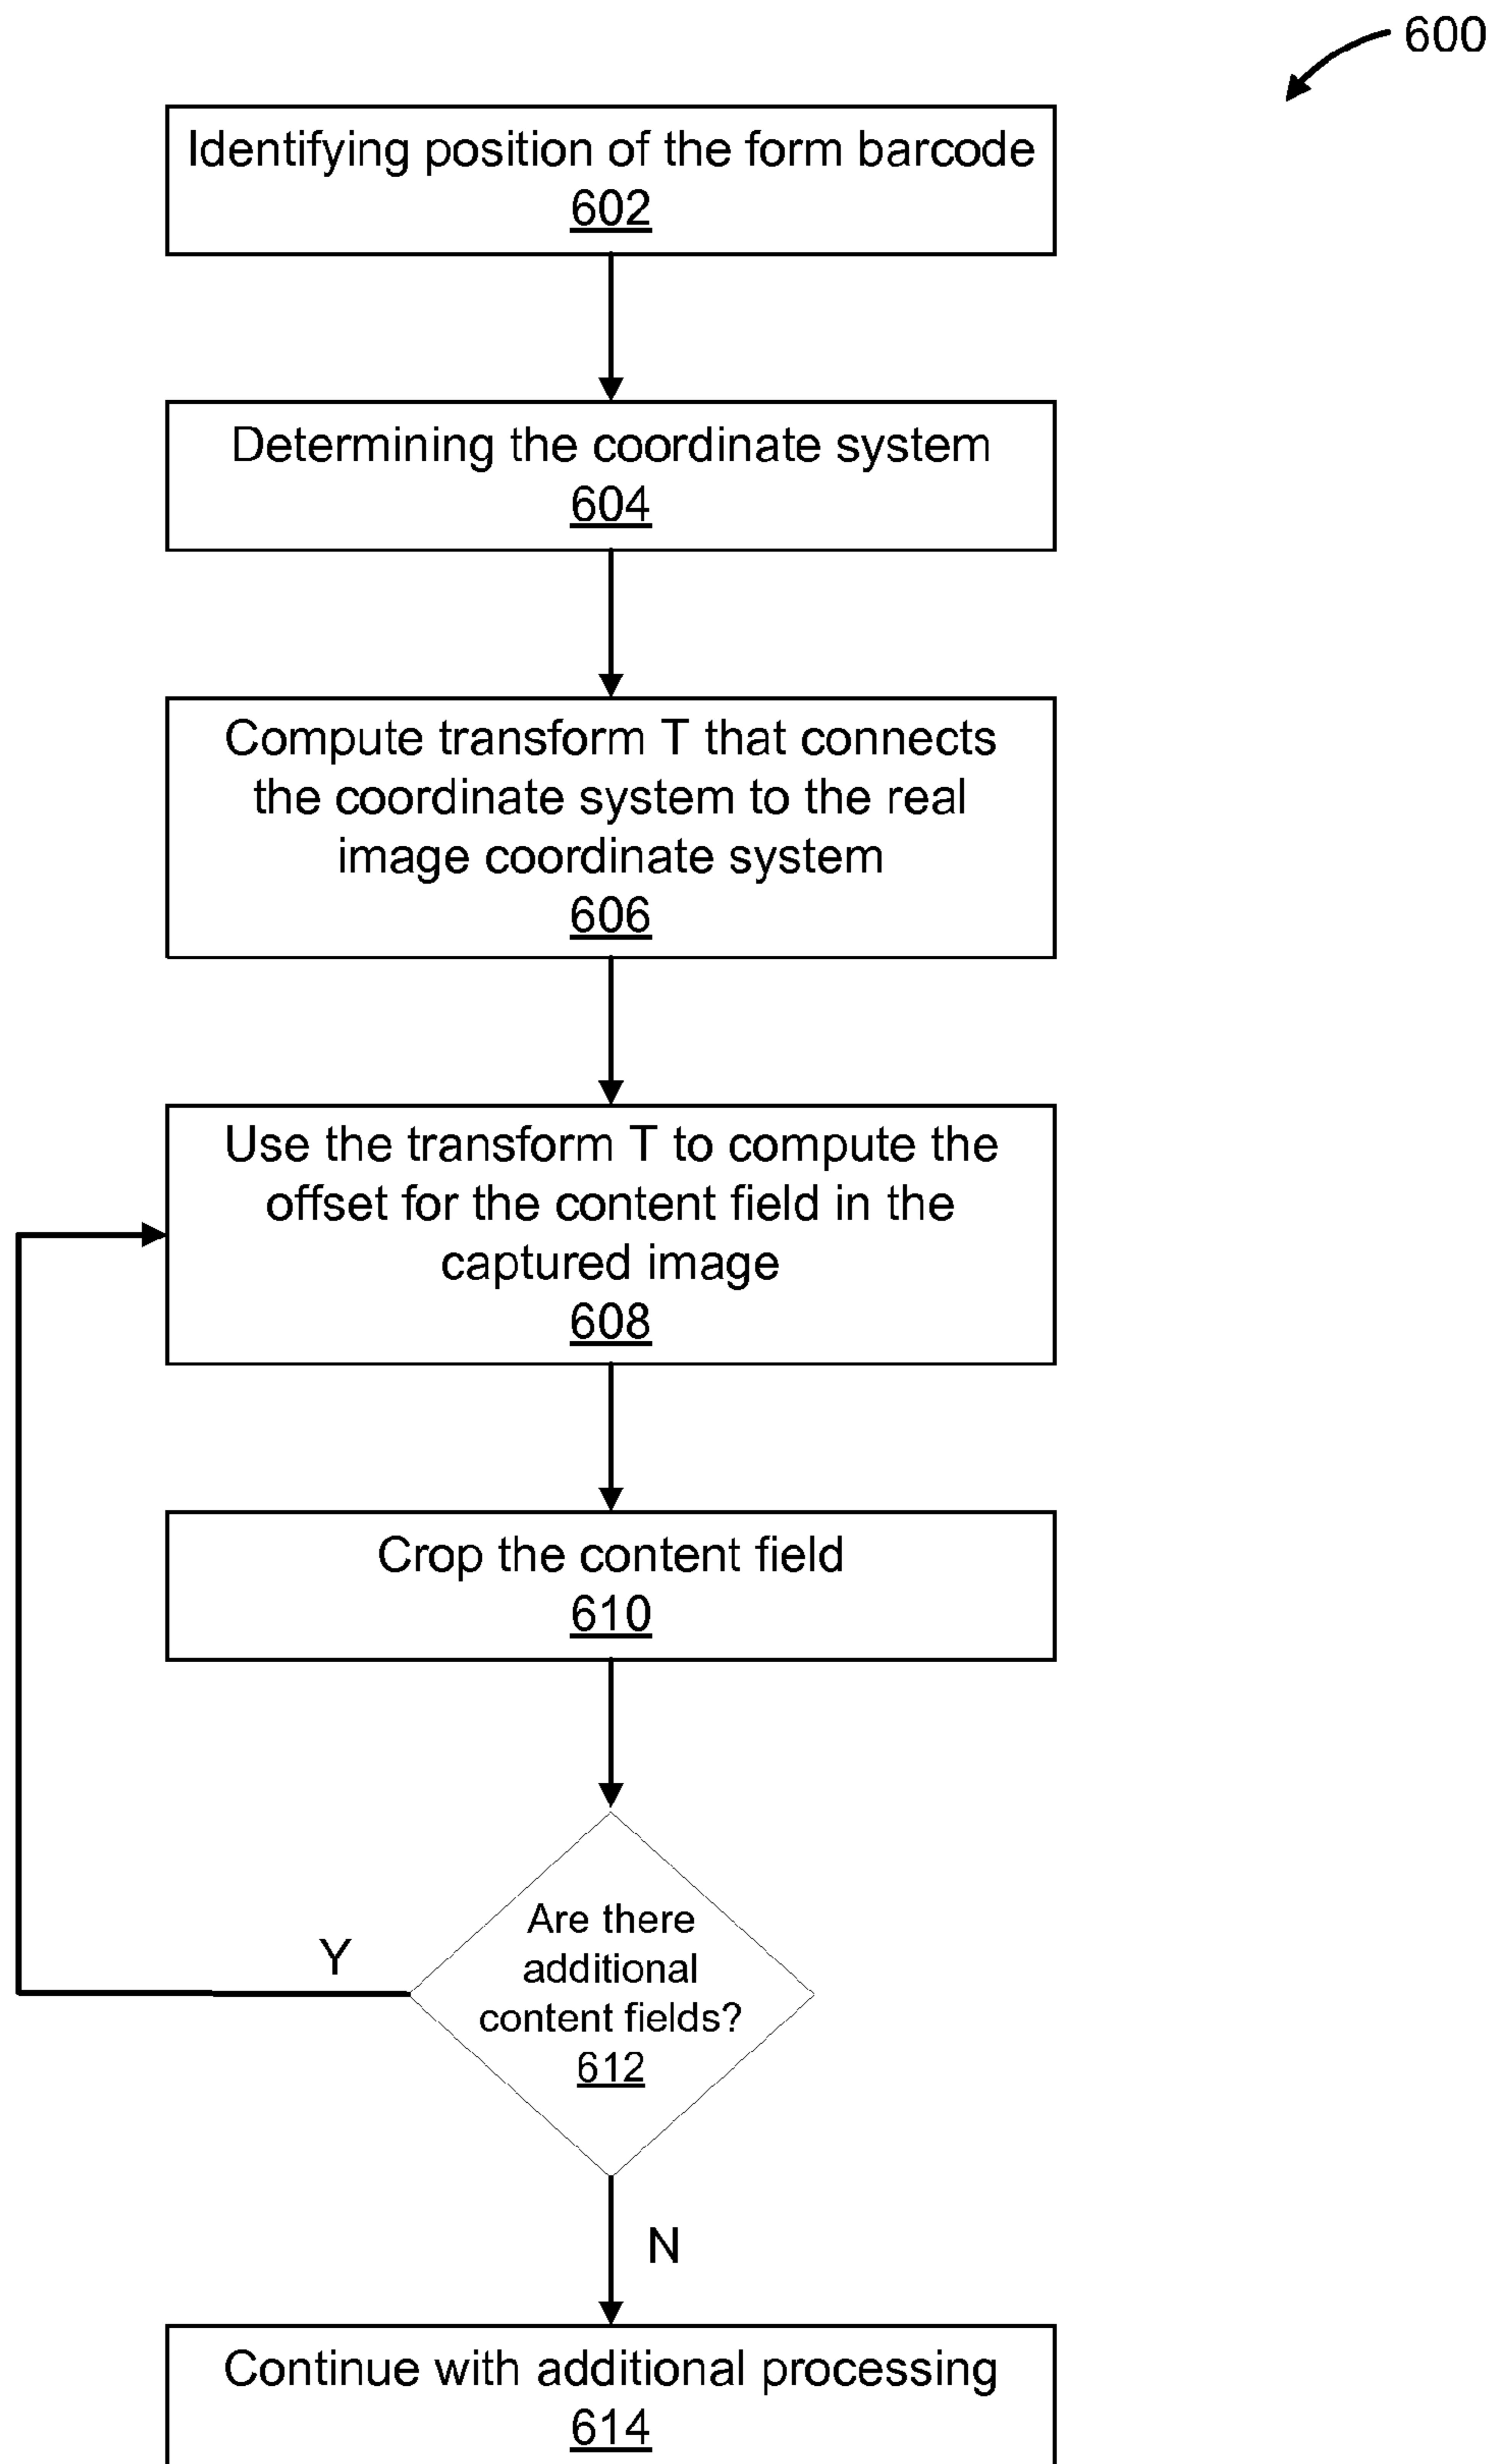 600
Identifying position of the form barcode
602
Determining the coordinate system
604
Compute transform T that connects
the coordinate system to the real
image coordinate system
606
Use the transform T to compute the
offset for the content field in the
captured image
608
Crop the content field
610
Are there
additional
content fields?
612
Y
N
Continue with additional processing
614